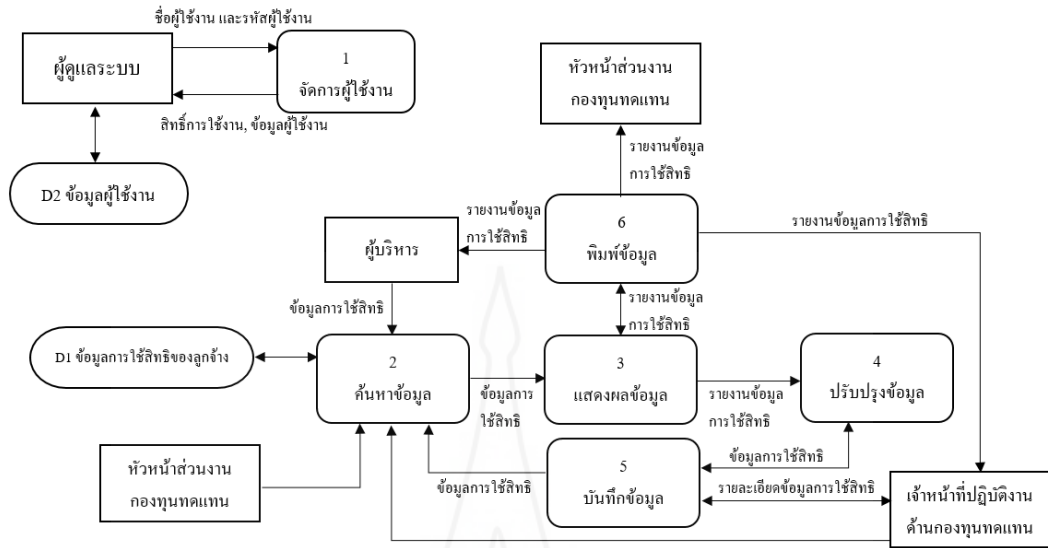 ชื่อผู้ใช้งาน และรหัสผู้ใช้งาน
ผู้ดูแลระบบ
1
จัดการผู้ใช้งาน
สิทธิ์การใช้งาน, ข้อมูลผู้ใช้งาน
D2 ข้อมูลผู้ใช้งาน
หัวหน้าส่วนงาน
กองทุนทดแทน
รายงานข้อมูล
การใช้สิทธิ
รายงานข้อมูล
การใช้สิทธิ
6
พิมพ์ข้อมูล
รายงานข้อมูลการใช้สิทธิ
ผู้บริหาร
ข้อมูลการใช้สิทธิ
รายงานข้อมูล
การใช้สิทธิ
D1 ข้อมูลการใช้สิทธิของลูกจ้าง
2
ค้นหาข้อมูล
ข้อมูลการ
ใช้สิทธิ
3
แสดงผลข้อมูล
รายงานข้อมูล
การใช้สิทธิ
4
ปรับปรุงข้อมูล
หัวหน้าส่วนงาน
กองทุนทดแทน
ข้อมูลการใช้สิทธิ
5
บันทึกข้อมูล
ข้อมูลการใช้สิทธิ
รายละเอียดข้อมูลการใช้สิทธิ
เจ้าหน้าที่ปฏิบัติงาน
ด้านกองทุนทดแทน